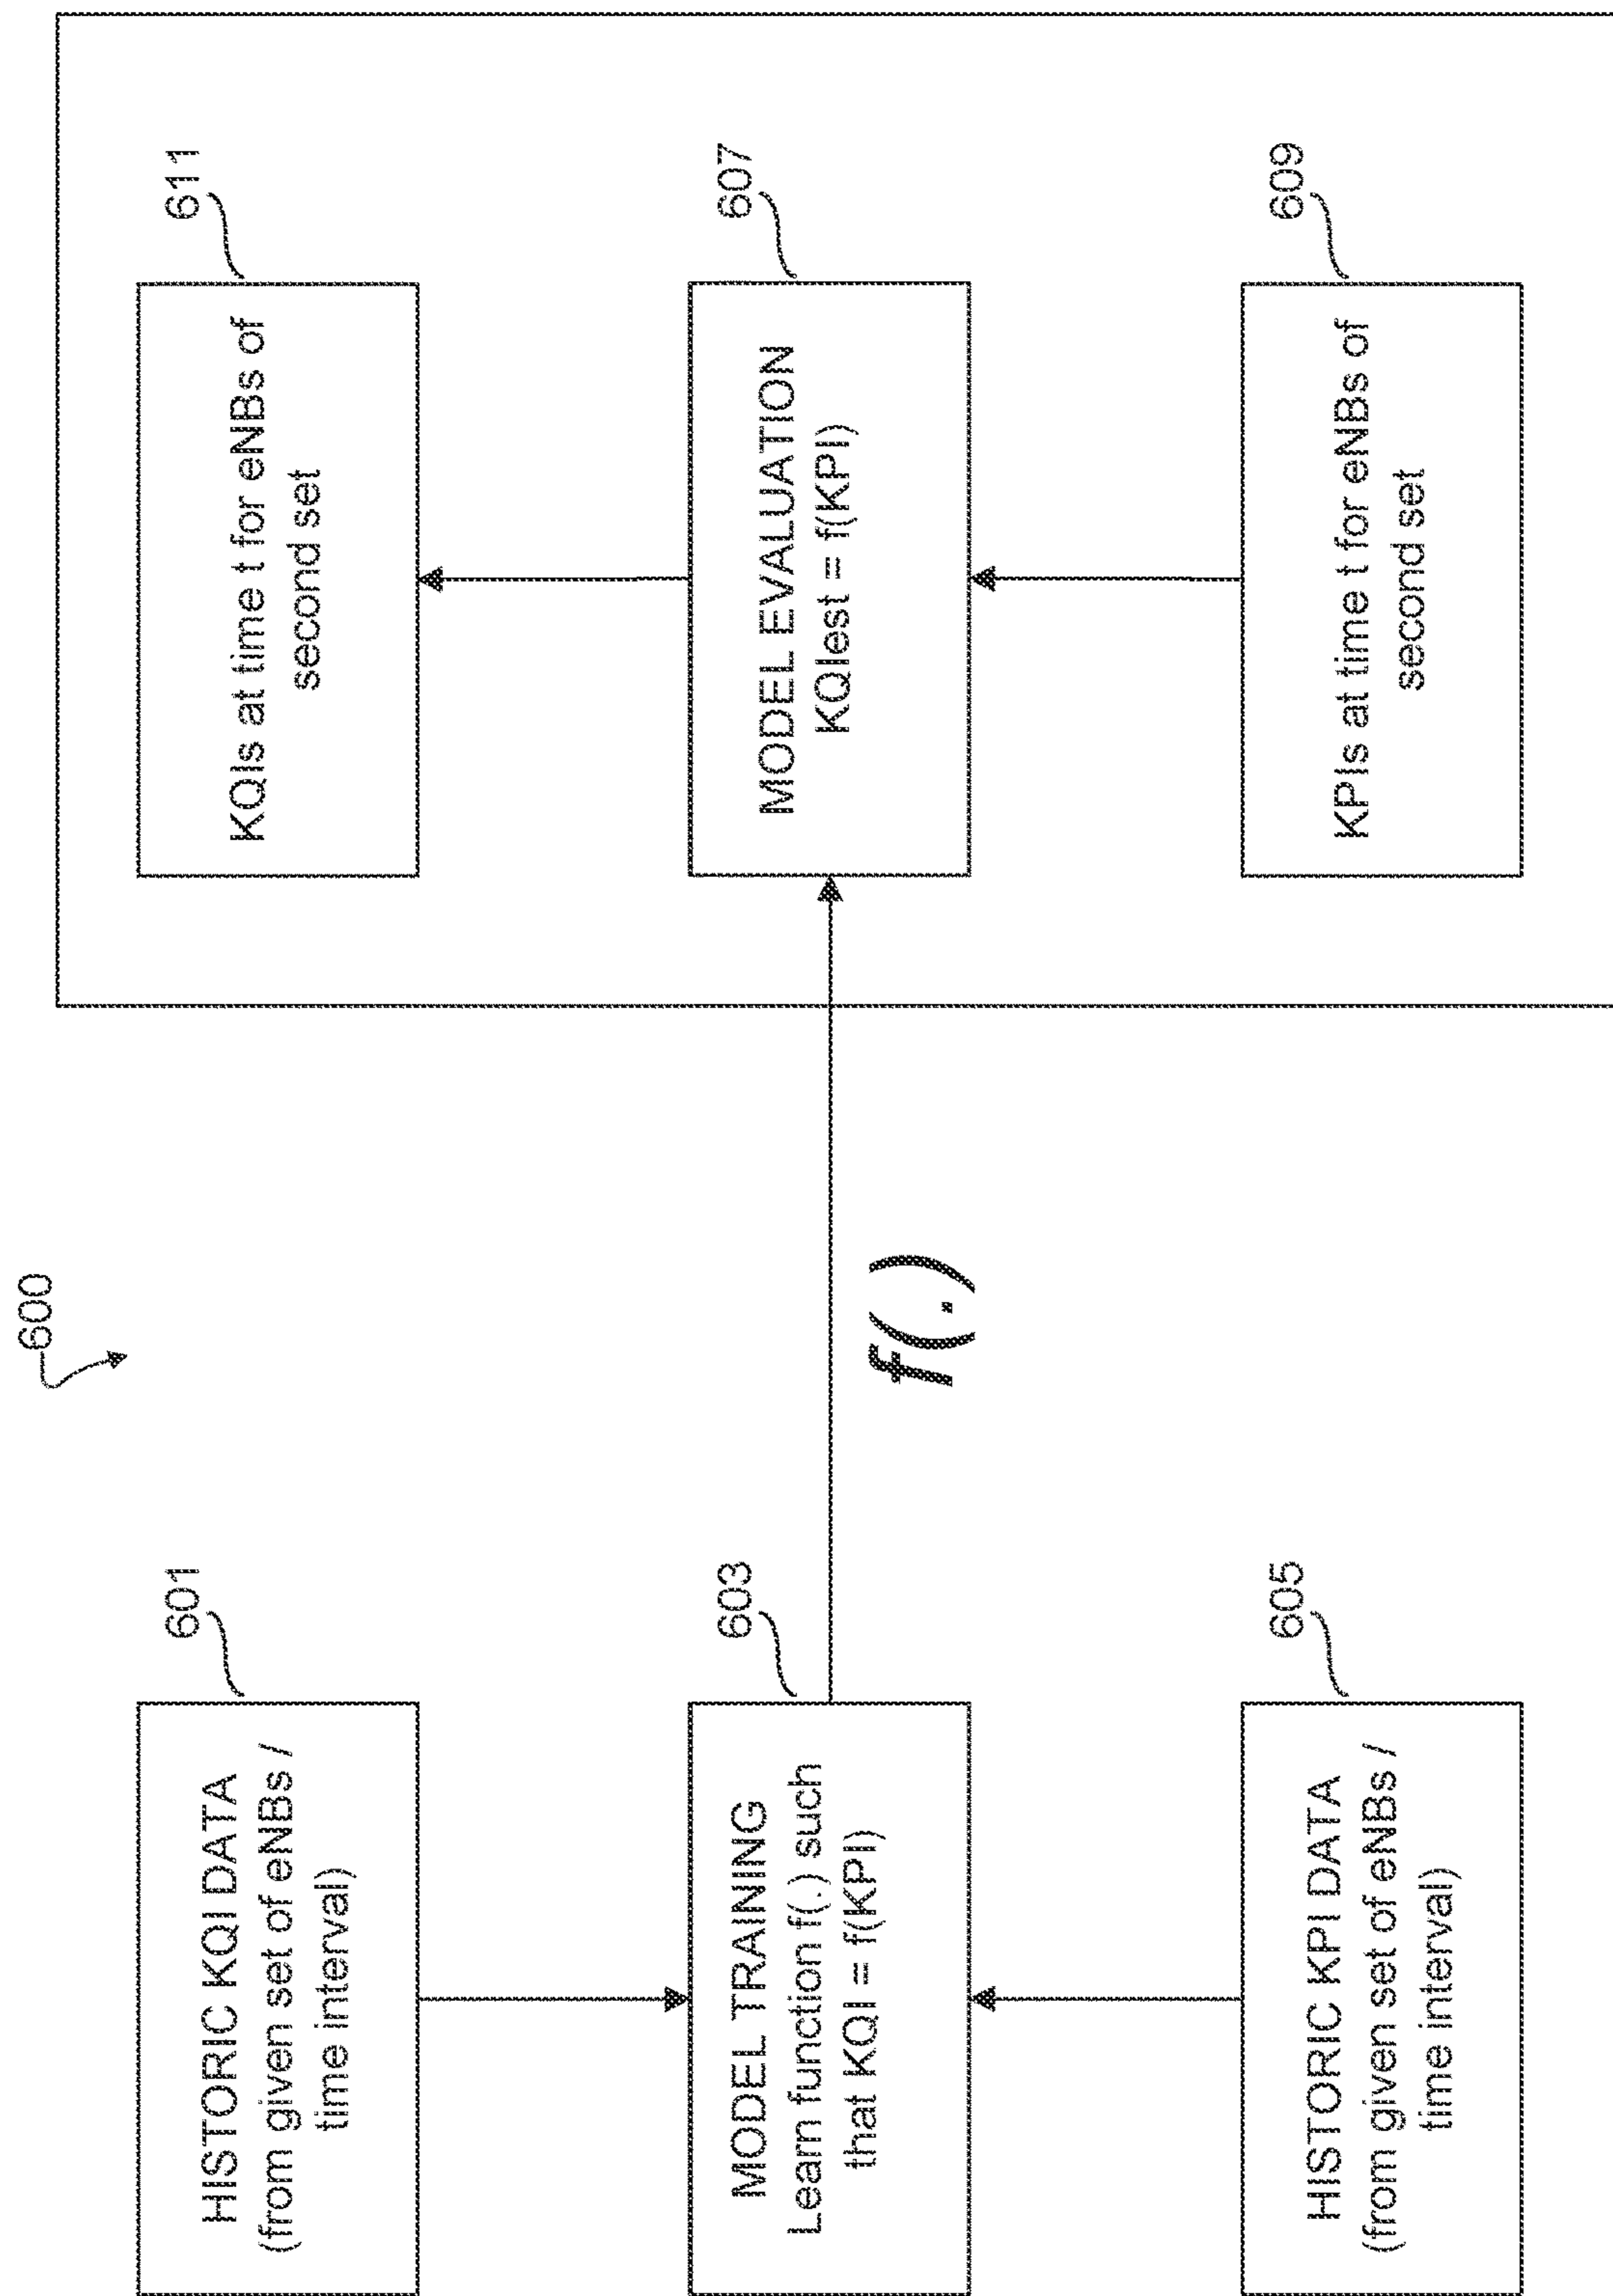 600
601
HISTORIC KQI DATA
(from given set of eNBs /
time interval)
603
MODEL TRAINING
Learn function f(.) such
that KQI = f(KPI)
605
HISTORIC KPI DATA
(from given set of eNBs /
time interval)
f(.)
611
KQIs at time t for eNBs of
second set
607
MODEL EVALUATION
KQIest = f(KPI)
609
KPIs at time t for eNBs of
second set